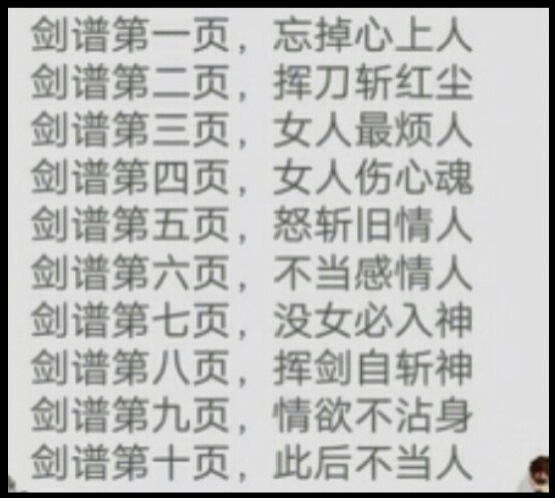 剑谱第一页，忘掉心上人
剑谱第二页，挥刀斩红尘
剑谱第三页，女人最烦人
剑谱第四页，女人伤心魂
剑谱第五页，怒斩旧情人
剑谱第六页，不当感情人
剑谱第七页，没女必入神
剑谱第八页，挥剑自斩神
剑谱第九页，情欲不沾身
剑谱第十页，此后不当人